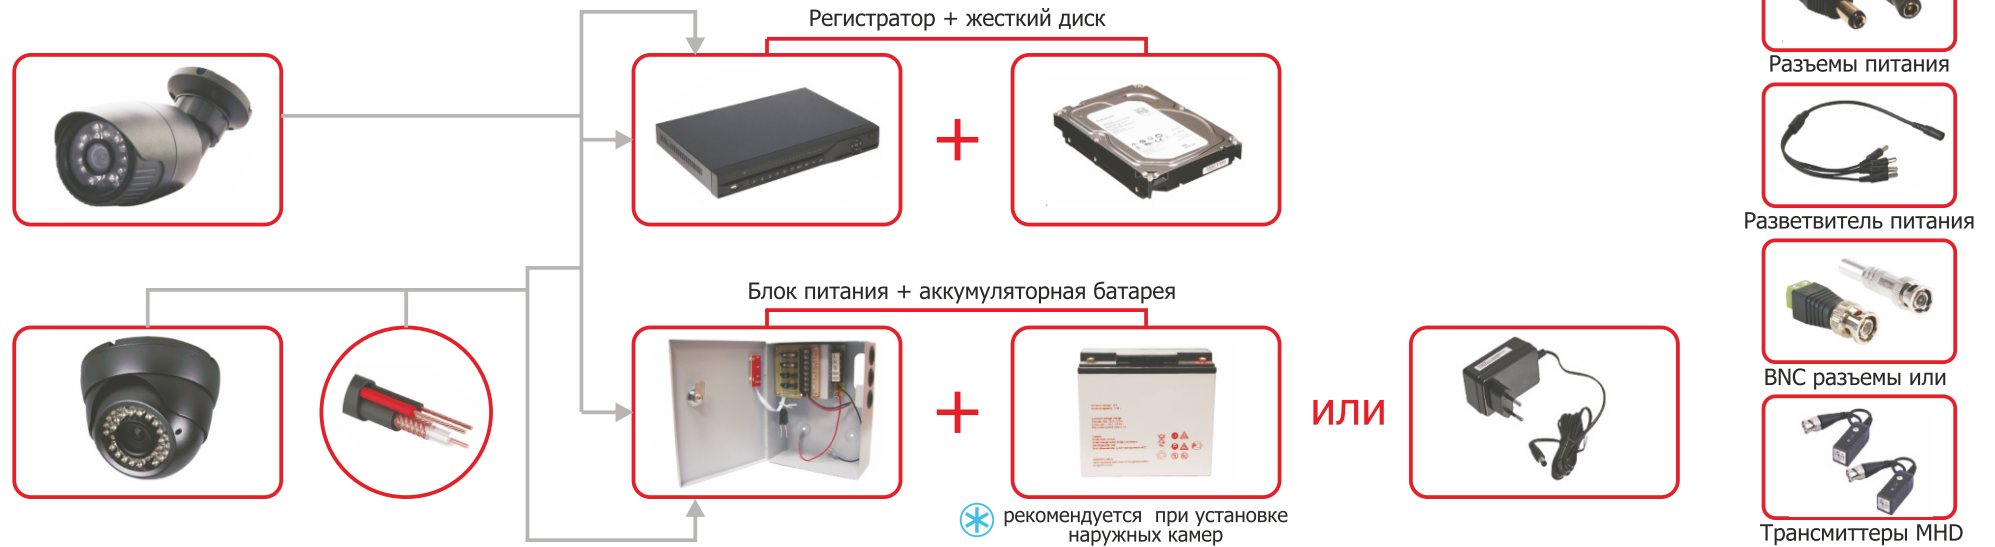 Регистратор + жесткий диск
Разъемы питания
Разветвитель питания
Блок питания + аккумуляторная батарея
или
BNC разъемы или
рекомендуется при установке
наружных камер
Трансмиттеры MHD